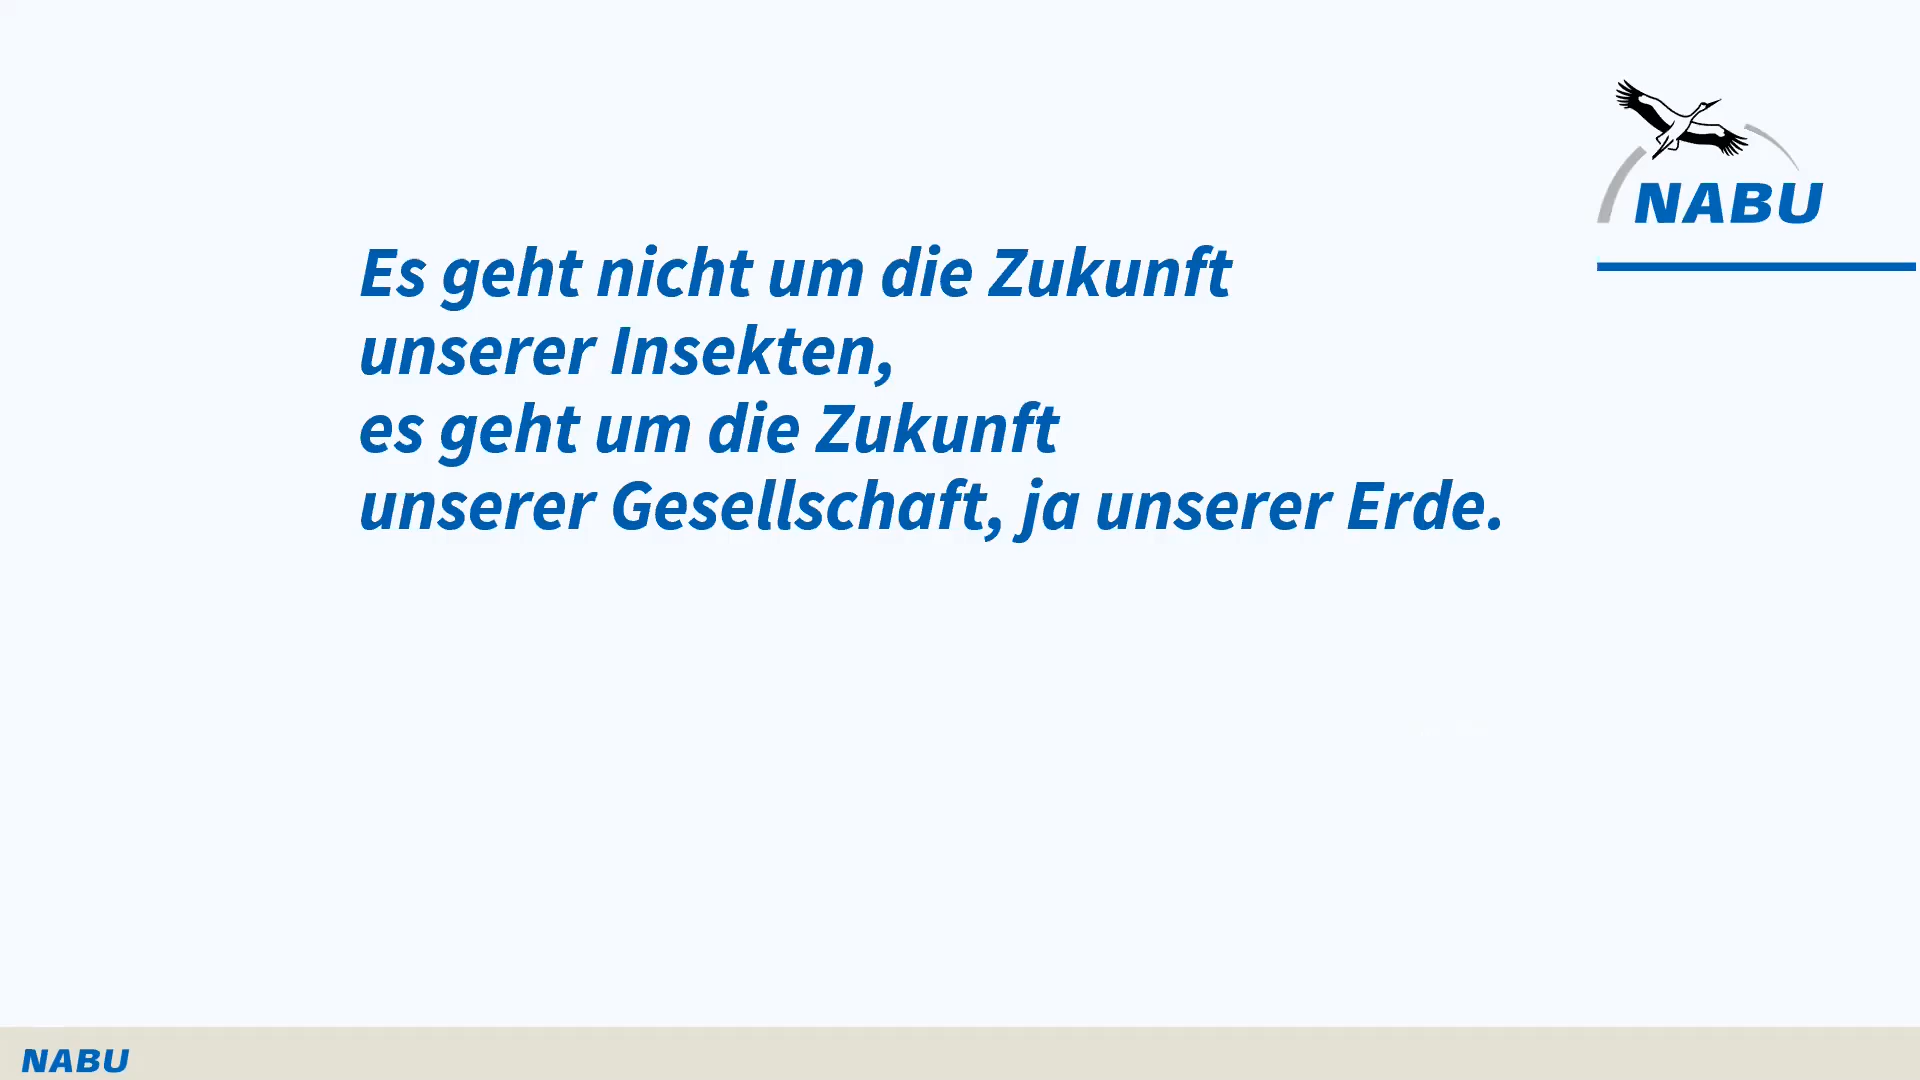 NABU
Es geht nicht um die Zukunft
unserer Insekten,
es geht um die Zukunft
unserer Gesellschaft, ja unserer Erde.
NABU